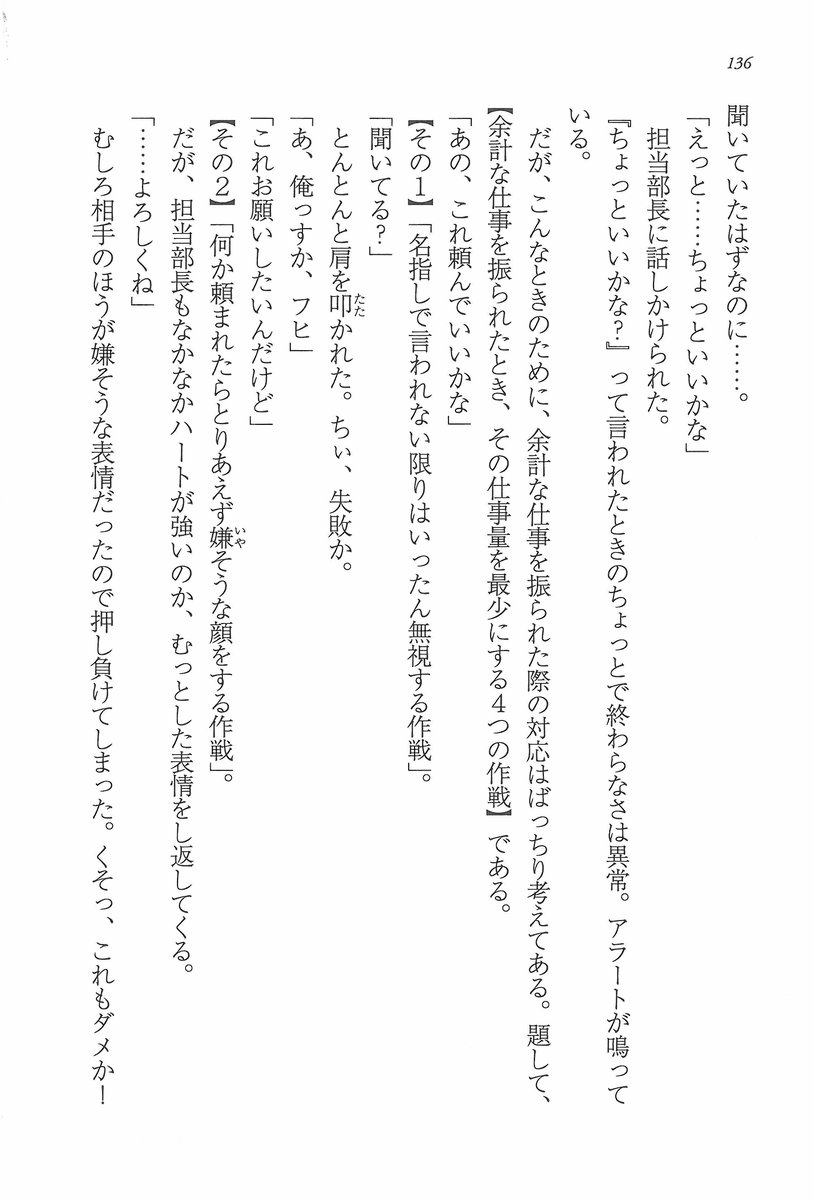 136
聞いていたはずなのに……。
「えっと……ちょっといいかな」
担当部長に話しかけられた。
『ちょっといいかな?』って言われたときのちょっとで終わらなさは異常。アラートが鳴って
いる。
だが、こんなときのために、余計な仕事を振られた際の対応はばっちり考えてある。題して、
【余計な仕事を振られたとき、その仕事量を最少にする4つの作戦】である。
「あの、これ頼んでいいかな」
【その1】「名指しで言われない限りはいったん無視する作戦」。
「聞いてる?」
とんとんと肩を叩かれた。ちぃ、失敗か。
たた
「あ、俺っすか、フヒ」
「これお願いしたいんだけど」
【その2】「何か頼まれたらとりあえず嫌そうな顔をする作戦」。
いや
だが、担当部長もなかなかハートが強いのか、むっとした表情をし返してくる。
「……よろしくね」
むしろ相手のほうが嫌そうな表情だったので押し負けてしまった。くそっ、これもダメか!